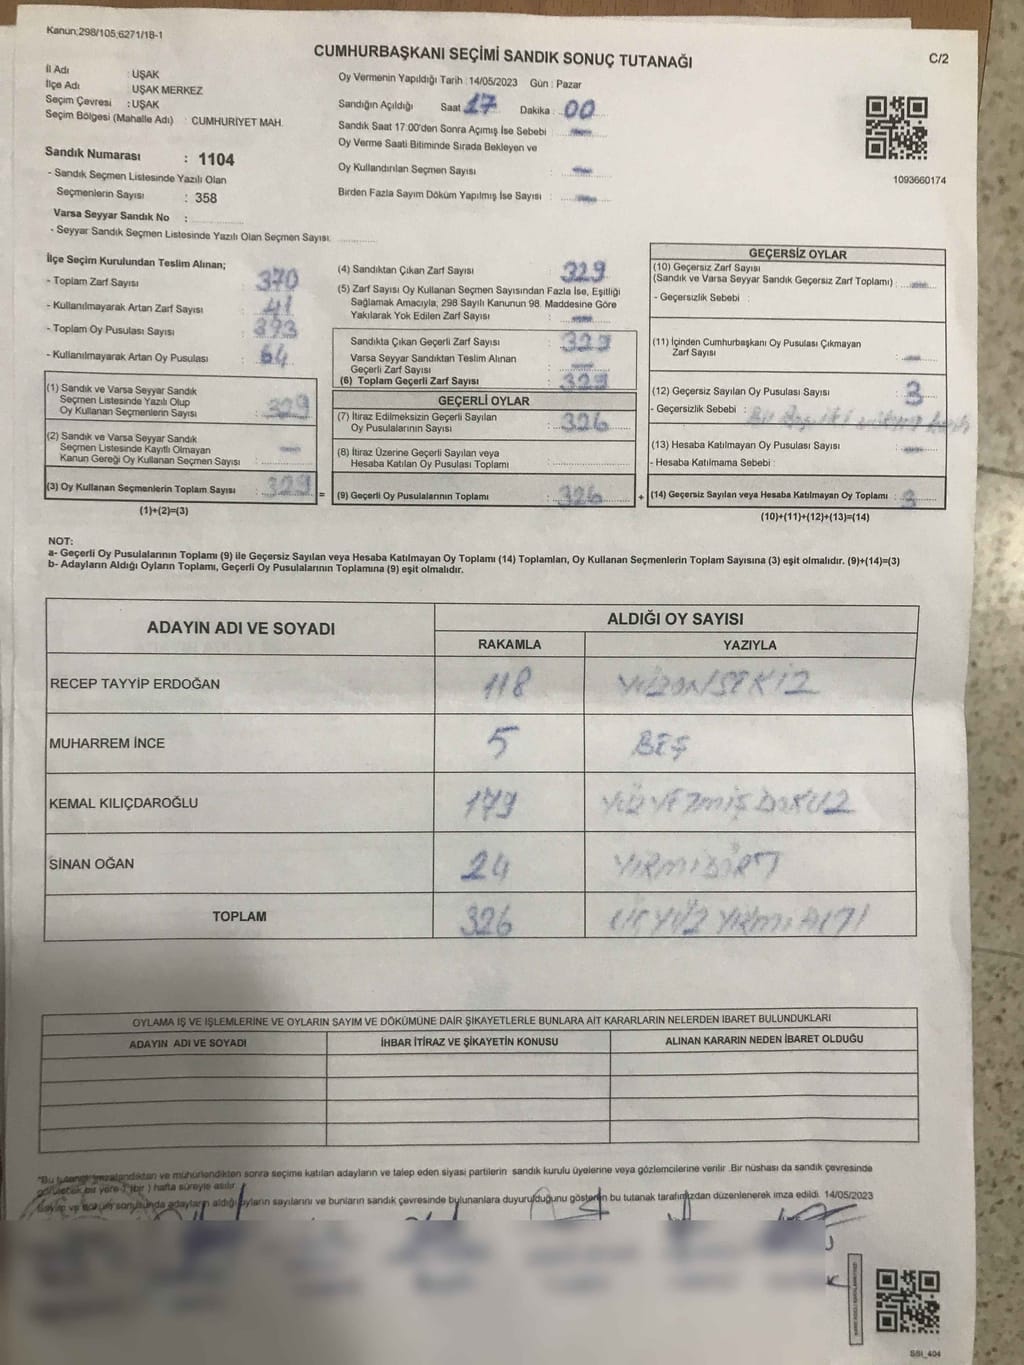 Kanun;298/105;6271/18-1
CUMHURBAŞKANI SEÇİMİ SANDIK SONUÇ TUTANAĞI
C/2
İl Adı : UŞAK
İlçe Adı : UŞAK MERKEZ
Seçim Çevresi : UŞAK
Seçim Bölgesi (Mahalle Adı) : CUMHURİYET MAH.
Sandık Numarası : 1104
- Sandık Seçmen Listesinde Yazılı Olan
Seçmenlerin Sayısı : 358
Varsa Seyyar Sandık No :
- Seyyar Sandık Seçmen Listesinde Yazılı Olan Seçmen Sayısı:
Oy Vermenin Yapıldığı Tarih : 14/05/2023 Gün : Pazar
Sandığın Açıldığı Saat 17 Dakika : 00
Sandık Saat 17:00'den Sonra Açımış İse Sebebi :
Oy Verme Saati Bitiminde Sırada Bekleyen ve
Oy Kullandırılan Seçmen Sayısı :
Birden Fazla Sayım Döküm Yapılmış İse Sayısı :
1093660174
İlçe Seçim Kurulundan Teslim Alınan;
- Toplam Zarf Sayısı : 370
- Kullanılmayarak Artan Zarf Sayısı : 41
- Toplam Oy Pusulası Sayısı : 393
- Kullanılmayarak Artan Oy Pusulası : 64
(1) Sandık ve Varsa Seyyar Sandık
Seçmen Listesinde Yazılı Olup
Oy Kullanan Seçmenlerin Sayısı : 329
(2) Sandık ve Varsa Seyyar Sandık
Seçmen Listesinde Kayıtlı Olmayan
Kanun Gereği Oy Kullanan Seçmen Sayısı :
(3) Oy Kullanan Seçmenlerin Toplam Sayısı : 329
(1)+(2)=(3)
(4) Sandıktan Çıkan Zarf Sayısı : 329
(5) Zarf Sayısı Oy Kullanan Seçmen Sayısından Fazla İse, Eşitliği
Sağlamak Amacıyla, 298 Sayılı Kanunun 98. Maddesine Göre
Yakılarak Yok Edilen Zarf Sayısı :
Sandıkta Çıkan Geçerli Zarf Sayısı : 329
Varsa Seyyar Sandıktan Teslim Alınan
Geçerli Zarf Sayısı :
(6) Toplam Geçerli Zarf Sayısı : 329
GEÇERLİ OYLAR
(7) İtiraz Edilmeksizin Geçerli Sayılan
Oy Pusulalarının Sayısı : 326
(8) İtiraz Üzerine Geçerli Sayılan veya
Hesaba Katılan Oy Pusulası Toplamı :
= (9) Geçerli Oy Pusulalarının Toplamı : 326 +
GEÇERSİZ OYLAR
(10) Geçersiz Zarf Sayısı
(Sandık ve Varsa Seyyar Sandık Geçersiz Zarf Toplamı) :
- Geçersizlik Sebebi :
(11) İçinden Cumhurbaşkanı Oy Pusulası Çıkmayan
Zarf Sayısı :
(12) Geçersiz Sayılan Oy Pusulası Sayısı : 3
- Geçersizlik Sebebi :
(13) Hesaba Katılmayan Oy Pusulası Sayısı :
- Hesaba Katılmama Sebebi :
(14) Geçersiz Sayılan veya Hesaba Katılmayan Oy Toplamı : 3
(10)+(11)+(12)+(13)=(14)
NOT:
a- Geçerli Oy Pusulalarının Toplamı (9) ile Geçersiz Sayılan veya Hesaba Katılmayan Oy Toplamı (14) Toplamları, Oy Kullanan Seçmenlerin Toplam Sayısına (3) eşit olmalıdır. (9)+(14)=(3)
b- Adayların Aldığı Oyların Toplamı, Geçerli Oy Pusulalarının Toplamına (9) eşit olmalıdır.
ADAYIN ADI VE SOYADI
ALDIĞI OY SAYISI
RAKAMLA YAZIYLA
RECEP TAYYİP ERDOĞAN 118 YÜZONSEKİZ
MUHARREM İNCE 5 BEŞ
KEMAL KILIÇDAROĞLU 179 YÜZYETMİŞDOKUZ
SİNAN OĞAN 24 YİRMİDÖRT
TOPLAM 326 ÜÇYÜZ YİRMİ ALTI
OYLAMA İŞ VE İŞLEMLERİNE VE OYLARIN SAYIM VE DÖKÜMÜNE DAİR ŞİKAYETLERLE BUNLARA AİT KARARLARIN NELERDEN İBARET BULUNDUKLARI
ADAYIN ADI VE SOYADI İHBAR İTİRAZ VE ŞİKAYETİN KONUSU ALINAN KARARIN NEDEN İBARET OLDUĞU
"Bu tutanağı imzalandıktan ve mühürlendikten sonra seçime katılan adayların ve talep eden siyasi partilerin sandık kurulu üyelerine veya gözlemcilerine verilir .Bir nüshası da sandık çevresinde
görülecek bir yere 1 (bir ) hafta süreyle asılır.
Sayım ve döküm sonucunda adayların aldığı oyların sayılarını ve bunların sandık çevresinde bulunanlara duyurulduğunu gösteren bu tutanak tarafımızdan düzenlenerek imza edildi. 14/05/2023
SSI_404